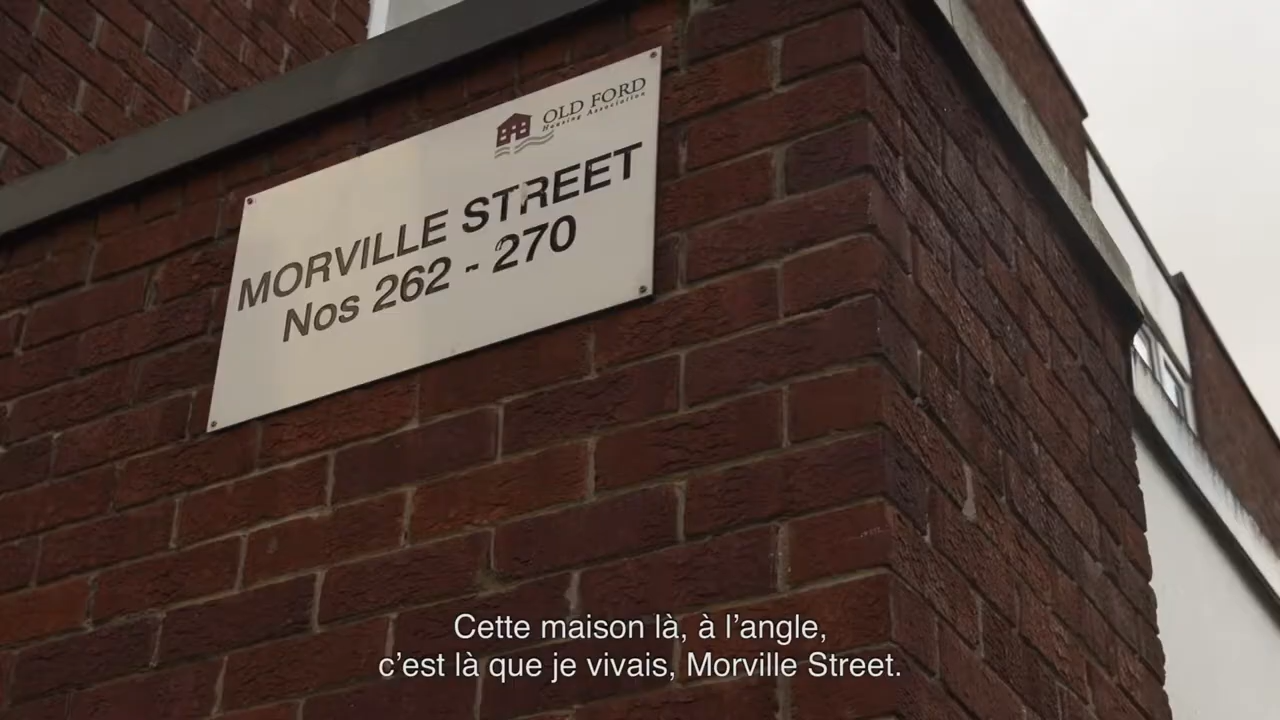 OLD FORD
Housing Association
MORVILLE STREET
Nos 262 - 270
Cette maison là, à l’angle,
c’est là que je vivais, Morville Street.